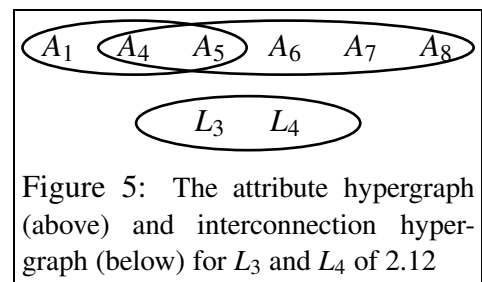 A₁ A₄ A₅ A₆ A₇ A₈
L₃ L₄
Figure 5: The attribute hypergraph
(above) and interconnection hyper-
graph (below) for L₃ and L₄ of 2.12